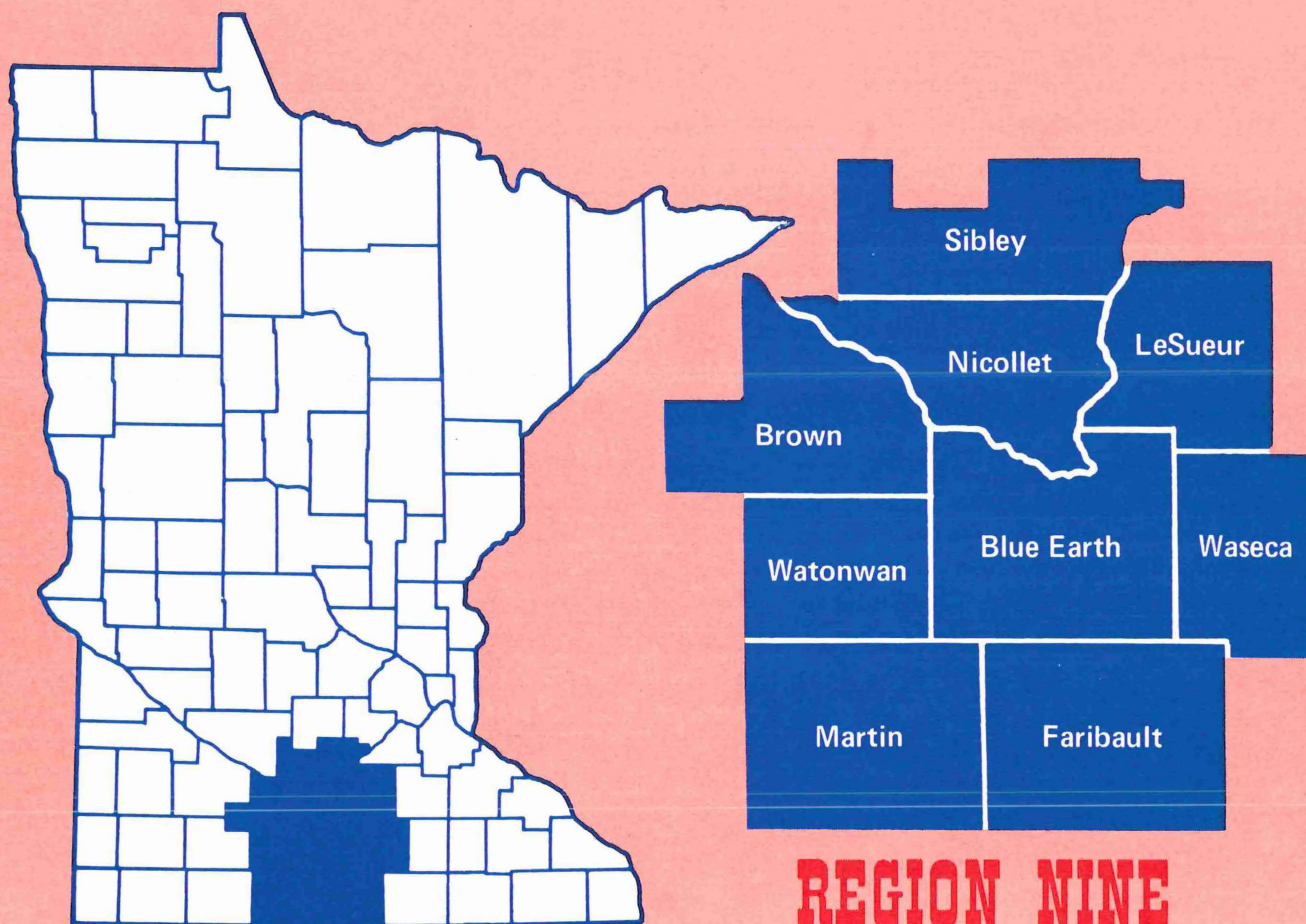 Sibley
Nicollet
LeSueur
Brown
Blue Earth
Waseca
Watonwan
Martin
Faribault
REGION NINE